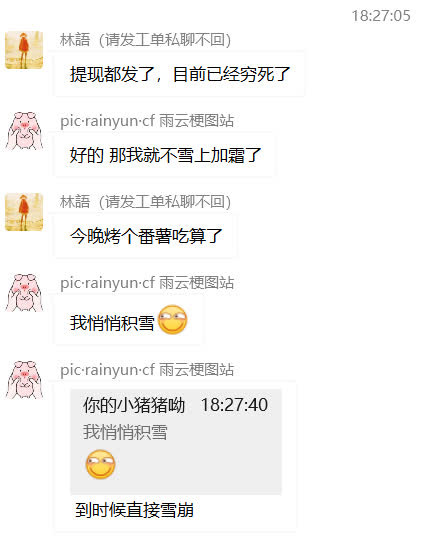 18:27:05
林語（请发工单私聊不回）
提现都发了，目前已经穷死了
pic·rainyun·cf 雨云梗图站
好的 那我就不雪上加霜了
林語（请发工单私聊不回）
今晚烤个番薯吃算了
pic·rainyun·cf 雨云梗图站
我悄悄积雪
pic·rainyun·cf 雨云梗图站
你的小猪猪呦 18:27:40
我悄悄积雪
到时候直接雪崩